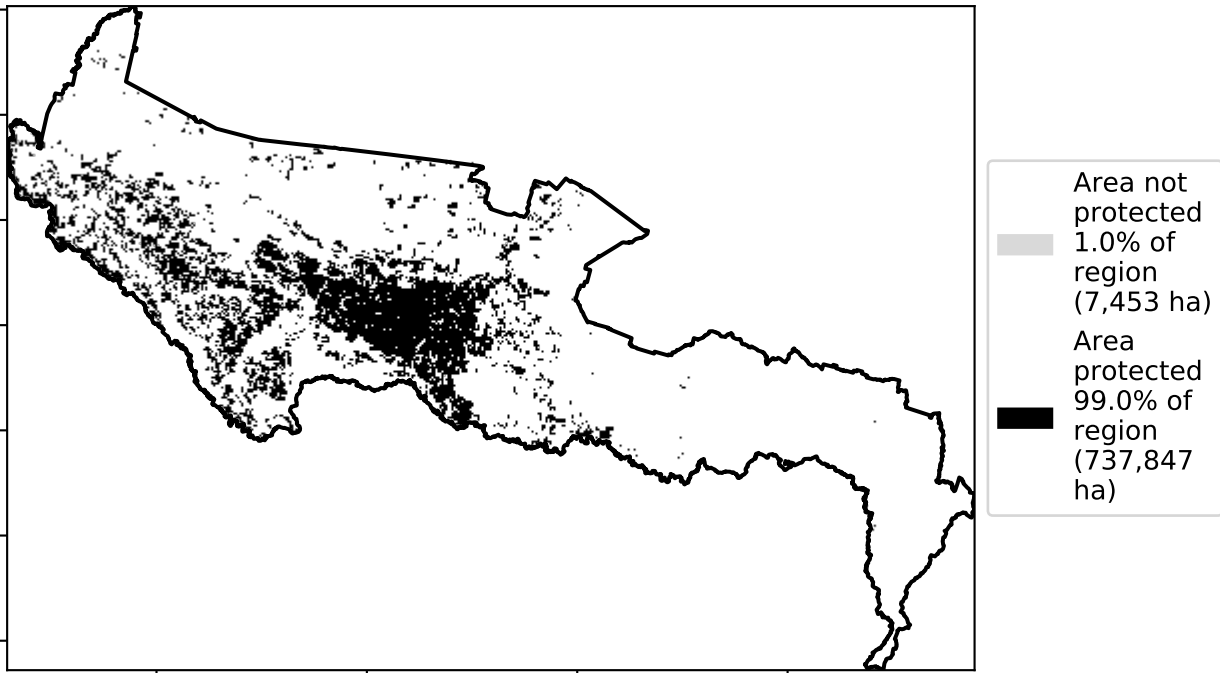 Area not
protected
1.0% of
region
(7,453 ha)
Area
protected
99.0% of
region
(737,847
ha)